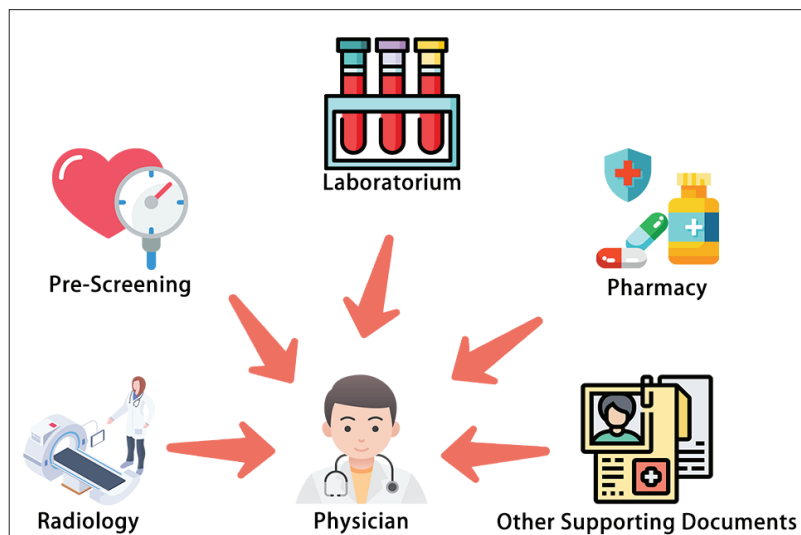 Laboratorium
Pre-Screening
Pharmacy
Radiology
Physician
Other Supporting Documents